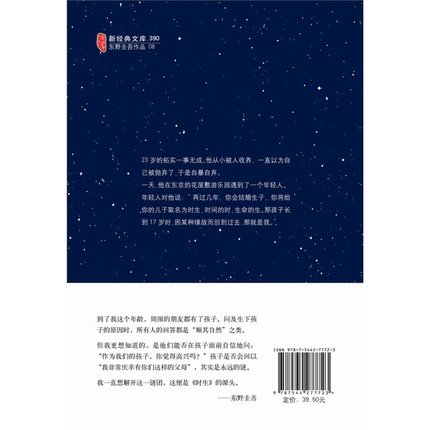 新经典文库·390
东野圭吾作品 08
23 岁的拓实一事无成。他从小被人收养，一直以为自
己被抛弃了，于是自暴自弃。
一天，他在东京的花屋敷游乐园遇到了一个年轻人。
年轻人对他说：“再过几年，你会结婚生子，你将给
你的儿子取名为时生，时间的时，生命的生。那孩子长
到 17岁时，因某种缘故而回到过去，那就是我。”
到了我这个年龄，周围的朋友都有了孩子。问及生下孩
子的原因时，所有人的回答都是“顺其自然”之类。
但我更想知道的，是他们能否在孩子面前自信地问：
“作为我们的孩子，你觉得高兴吗？”孩子是否会回以
“我非常庆幸有你们这样的父母”，其实是永远的谜。
我一直想解开这一谜团，这便是《时生》的源头。
——东野圭吾
ISBN 978-7-5442-7772-3
9 787544 277723
定价：39.50元